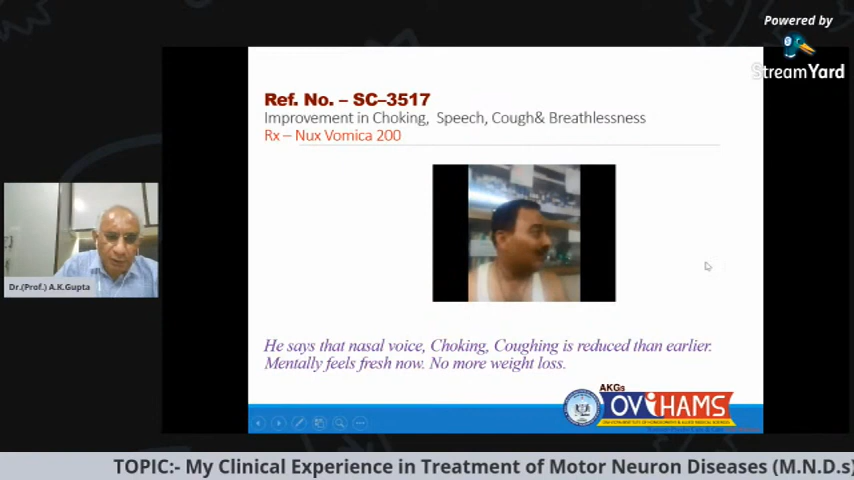 Powered by
StreamYard
Ref. No. – SC–3517
Improvement in Choking, Speech, Cough& Breathlessness
Rx – Nux Vomica 200
Dr.(Prof.) A.K.Gupta
He says that nasal voice, Choking, Coughing is reduced than earlier.
Mentally feels fresh now. No more weight loss.
AKGs
OViHAMS
TOPIC:- My Clinical Experience in Treatment of Motor Neuron Diseases (M.N.D.s)